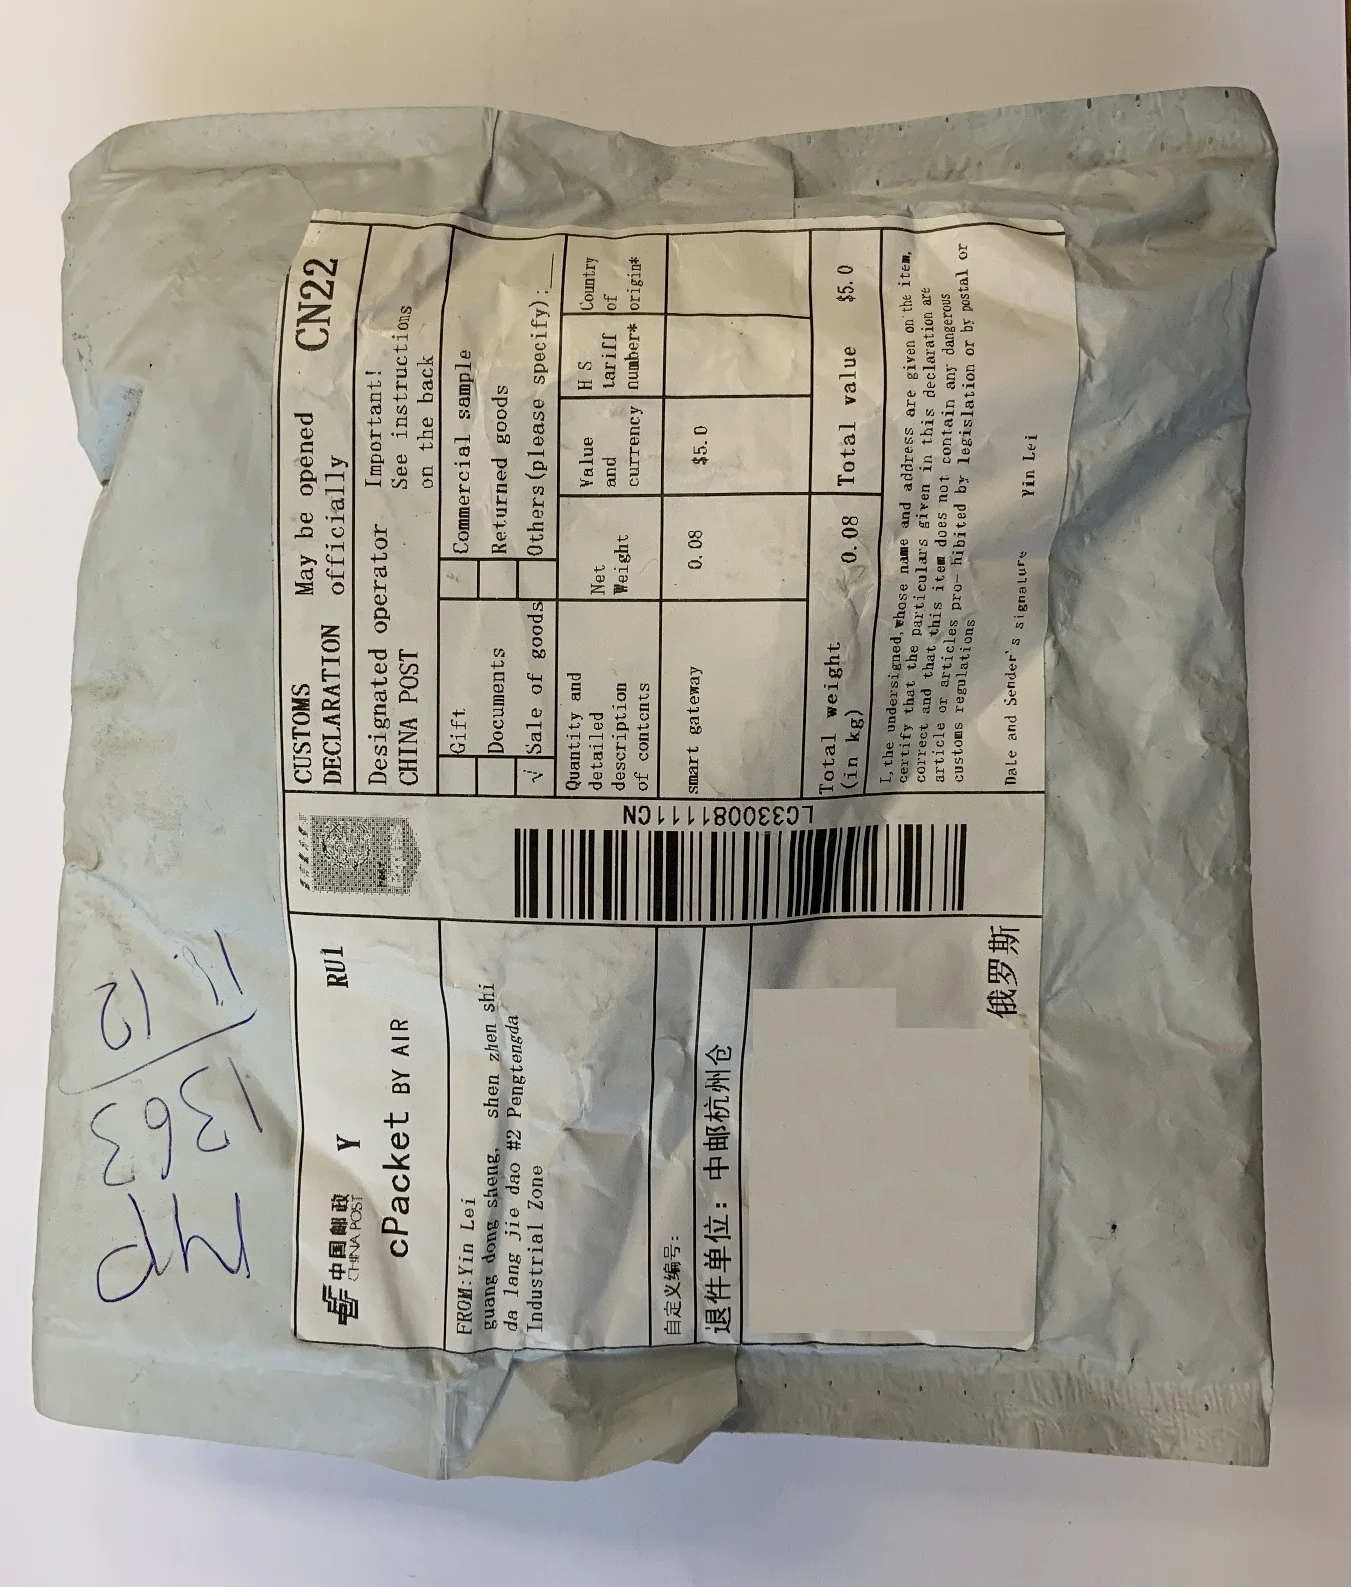 中国邮政
CHINA POST
Y
RU1
cPacket BY AIR
FROM:Yin Lei
guang dong sheng, shen zhen shi
da lang jie dao #2 Pengtengda
Industrial Zone
自定义编号:
退件单位: 中邮杭州仓
俄罗斯
LC330081111CN
CUSTOMS DECLARATION
May be opened officially
CN22
Designated operator
CHINA POST
Important!
See instructions
on the back
Gift
Commercial sample
Documents
Returned goods
√ Sale of goods
Others(please specify):
Quantity and detailed description of contents
Net Weight
Value and currency
H S tariff number*
Country of origin*
smart gateway 0.08 $5.0
Total weight (in kg) 0.08 Total value $5.0
I, the undersigned, whose name and address are given on the item,
certify that the particulars given in this declaration are
correct and that this item does not contain any dangerous
article or articles pro- hibited by legislation or by postal or
customs regulations
Date and Sender's signature Yin Lei